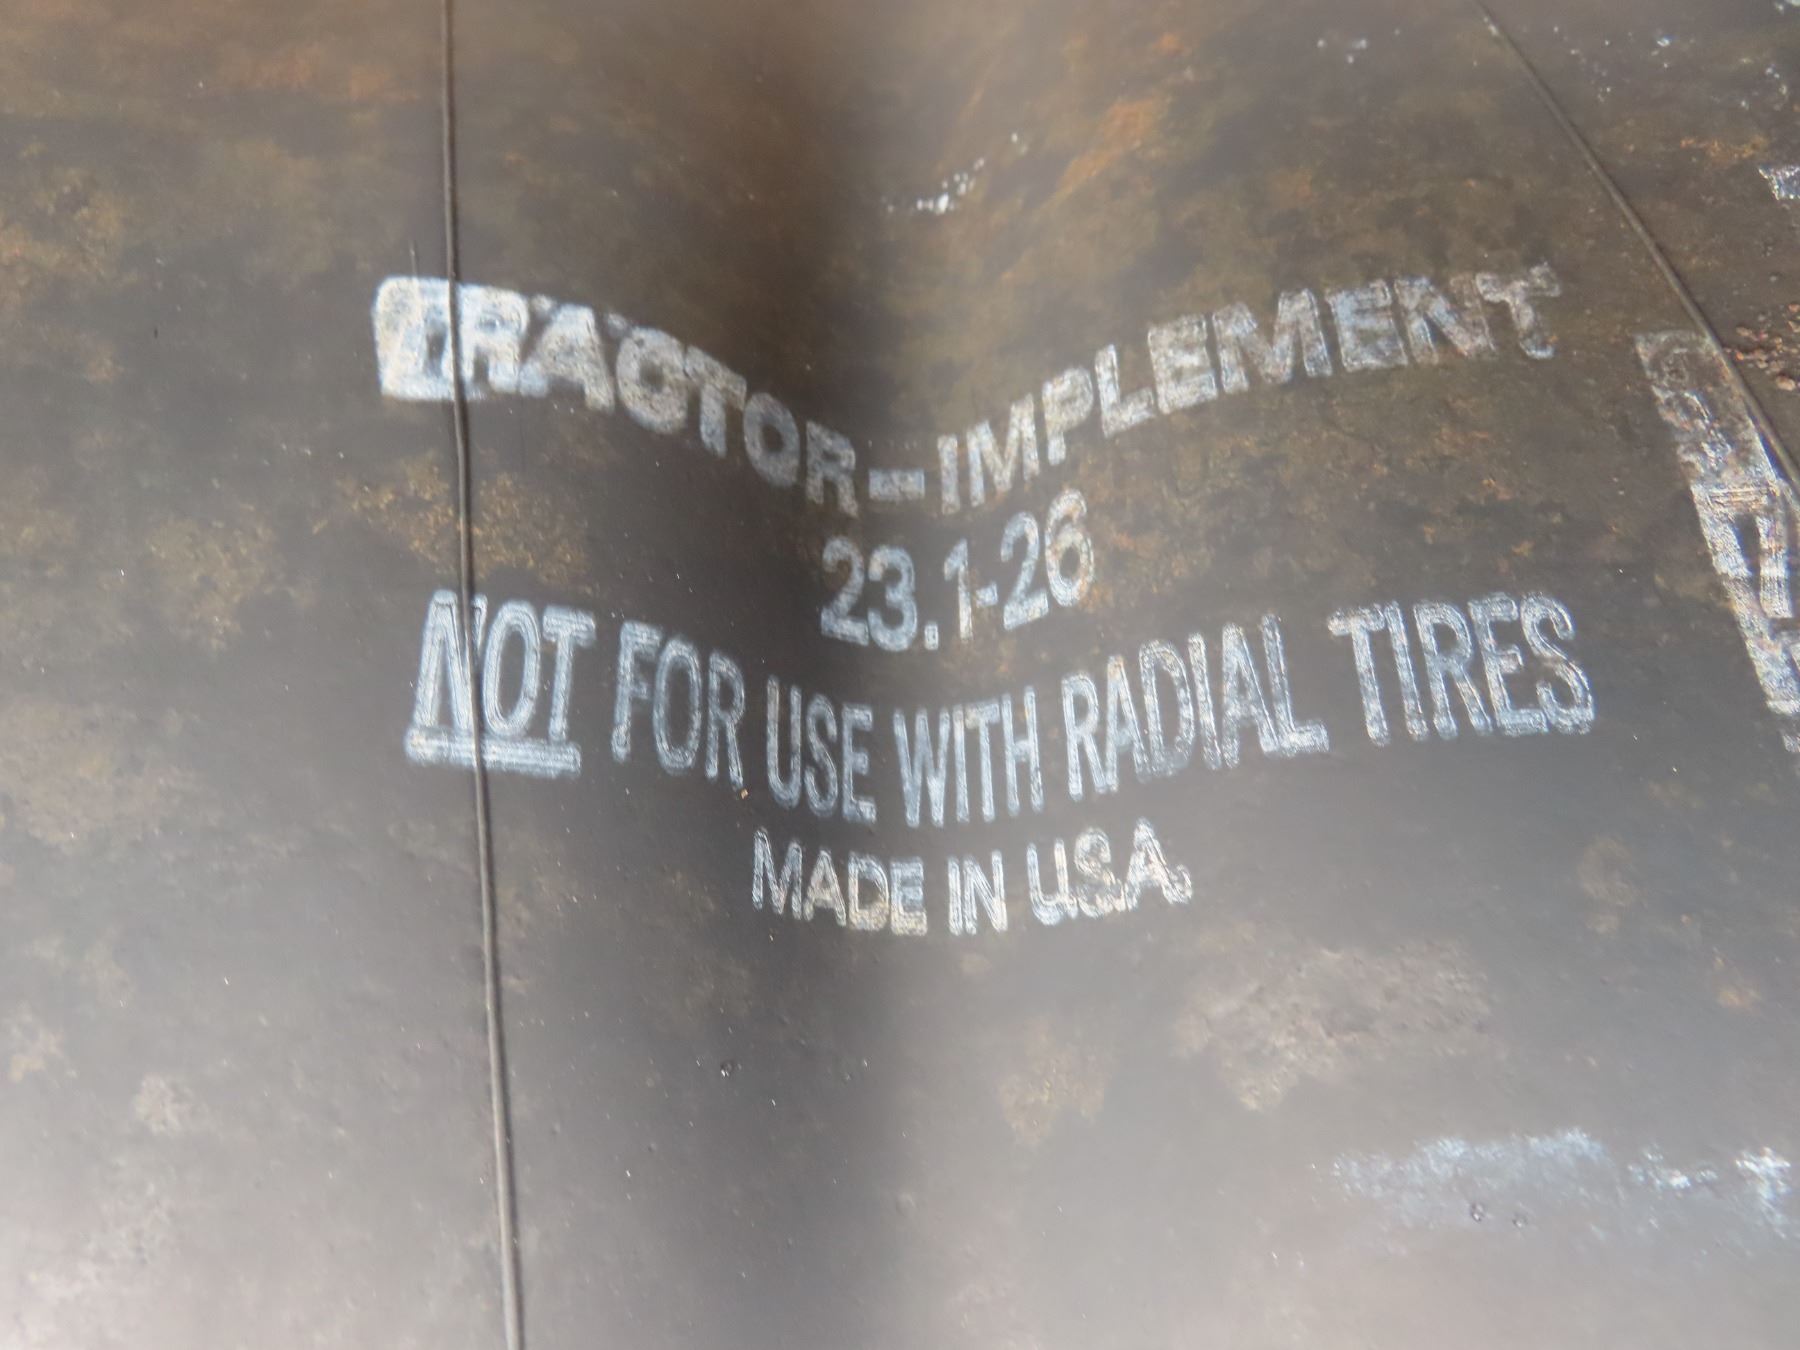 TRACTOR-IMPLEMENT
23.1-26
NOT FOR USE WITH RADIAL TIRES
MADE IN U.S.A.